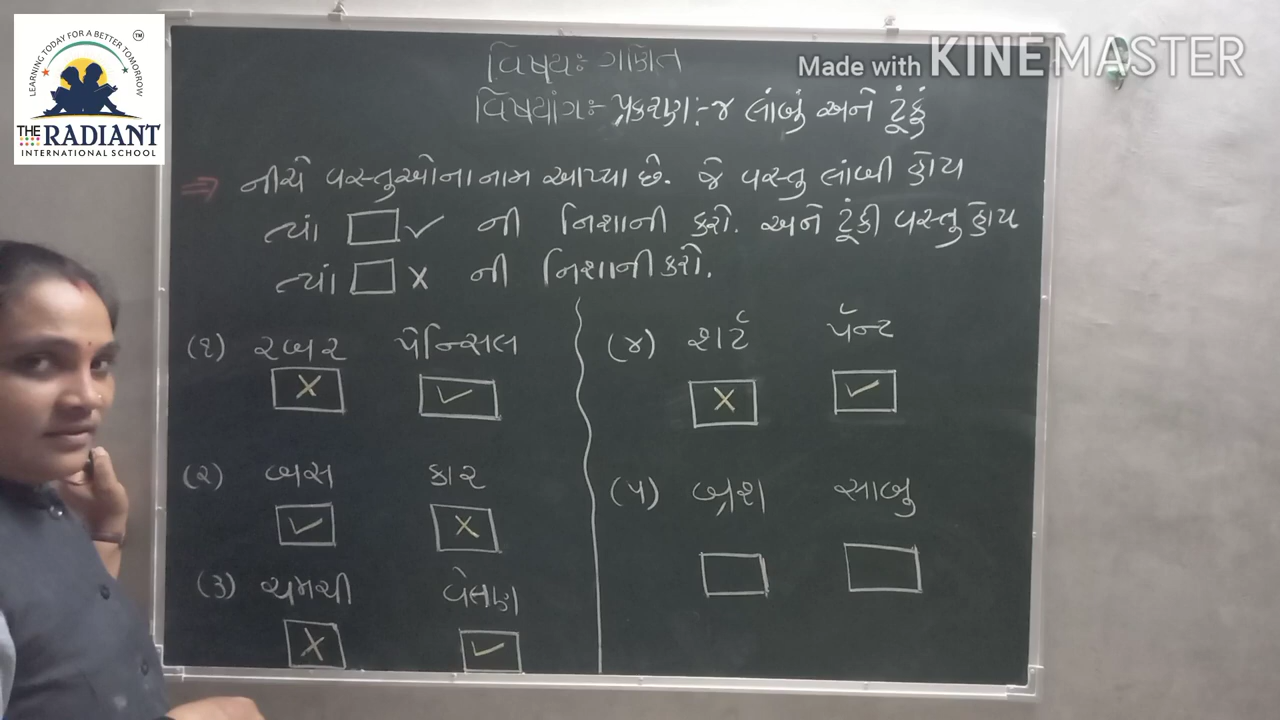 LEARNING TODAY FOR A BETTER TOMORROW
TM
THE RADIANT
INTERNATIONAL SCHOOL
Made with KINEMASTER
વિષયઃ ગણિત
વિષયાંગઃ- પ્રકરણ:-૪ લાંબું અને ટૂંકું
⇒ નીચે વસ્તુઓના નામ આપ્યા છે. જે વસ્તુ લાંબી હોય
ત્યાં □ ✓ ની નિશાની કરો. અને ટૂંકી વસ્તુ હોય
ત્યાં □ X ની નિશાની કરો.
(૧) રબર પેન્સિલ
X ✓
(૨) બસ કાર
✓ X
(૩) ચમચી વેલણ
X ✓
(૪) શર્ટ પૅન્ટ
X ✓
(૫) બ્રશ સાબુ